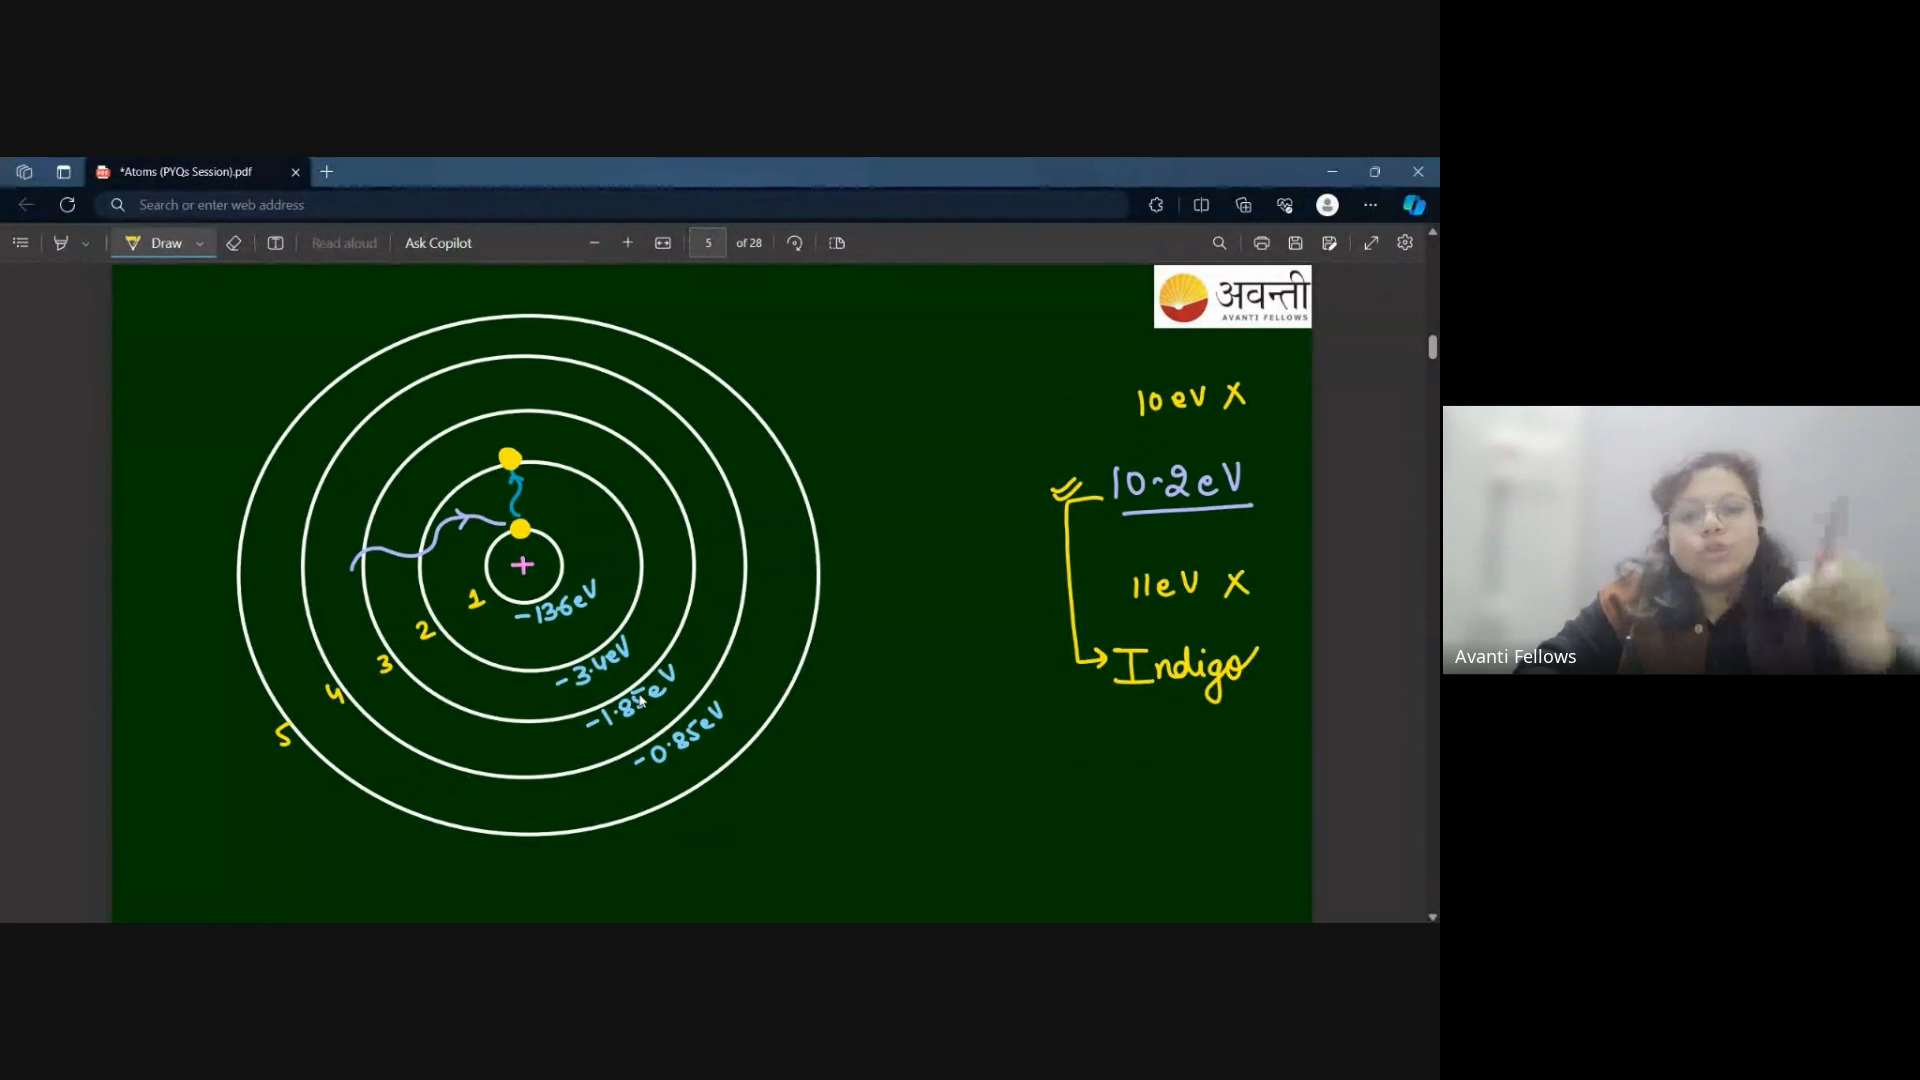 *Atoms (PYQs Session).pdf
Search or enter web address
Draw
Read aloud
Ask Copilot
5 of 28
अवन्ती
AVANTI FELLOWS
10 eV X
10.2 eV
11 eV X
Indigo
1
-13.6 eV
2
-3.4 eV
3
-1.85 eV
4
-0.85 eV
5
Avanti Fellows